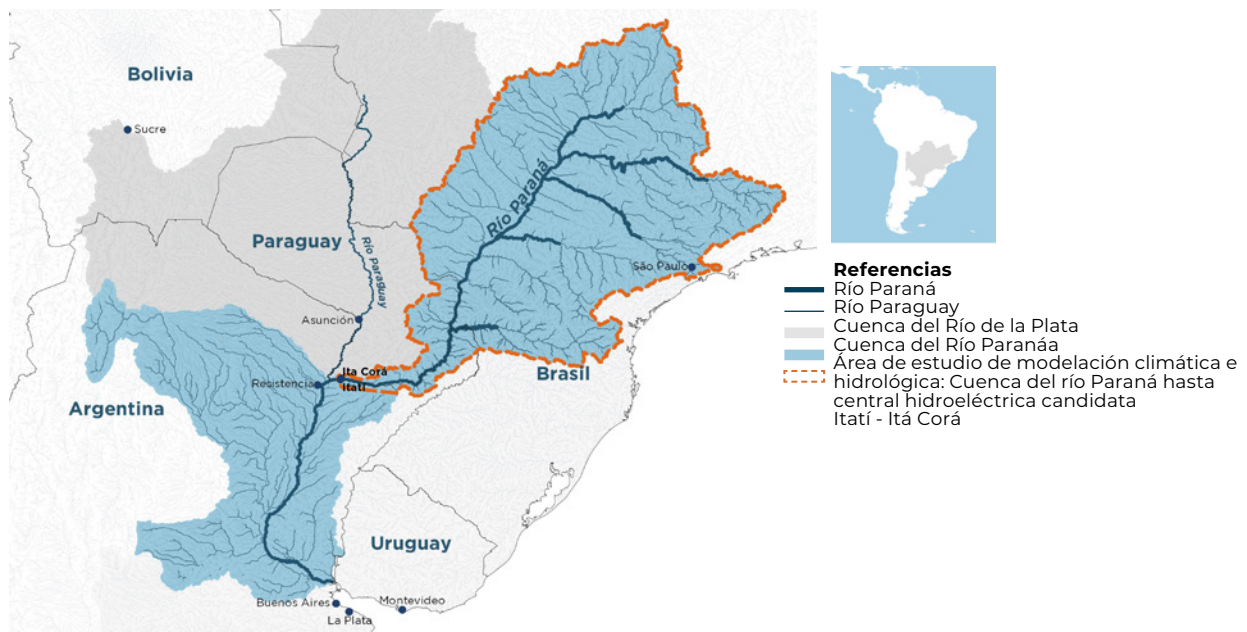 Bolivia
Sucre
Río Paraná
Paraguay
Río Paraguay
São Paulo
Asunción
Ita Corá
Itatí
Resistencia
Brasil
Argentina
Uruguay
Buenos Aires
Montevideo
La Plata
Referencias
Río Paraná
Río Paraguay
Cuenca del Río de la Plata
Cuenca del Río Paranáa
Área de estudio de modelación climática e
hidrológica: Cuenca del río Paraná hasta
central hidroeléctrica candidata
Itatí - Itá Corá